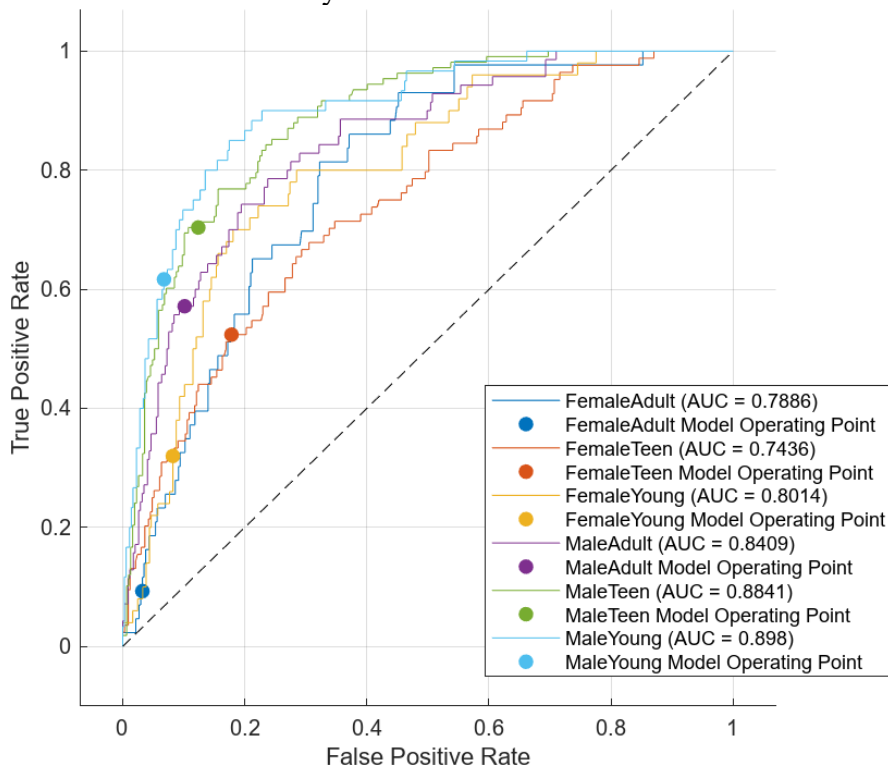 1
0.8
0.6
0.4
0.2
0
0
0.2
0.4
0.6
0.8
1
True Positive Rate
False Positive Rate
FemaleAdult (AUC = 0.7886)
FemaleAdult Model Operating Point
FemaleTeen (AUC = 0.7436)
FemaleTeen Model Operating Point
FemaleYoung (AUC = 0.8014)
FemaleYoung Model Operating Point
MaleAdult (AUC = 0.8409)
MaleAdult Model Operating Point
MaleTeen (AUC = 0.8841)
MaleTeen Model Operating Point
MaleYoung (AUC = 0.898)
MaleYoung Model Operating Point